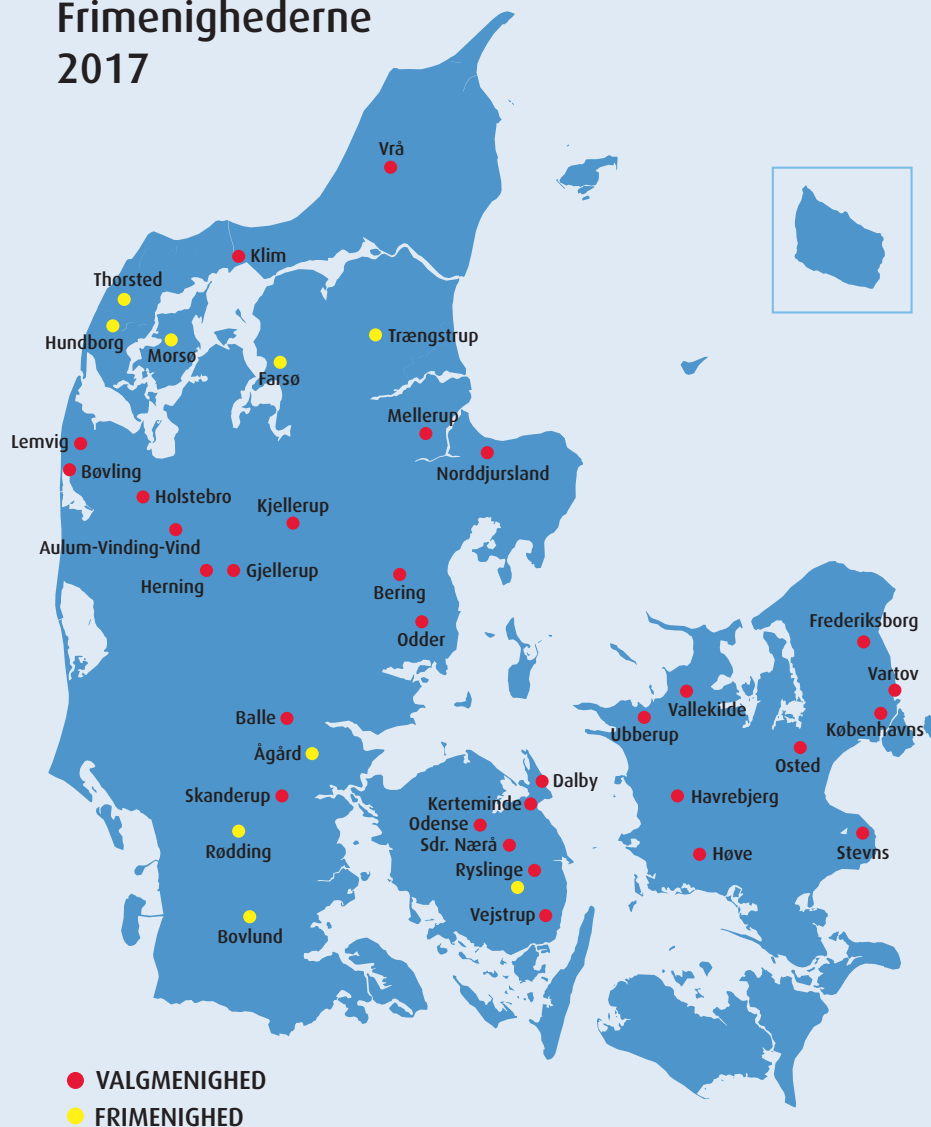 Frimenighederne
2017
Vrå
Klim
Thorsted
Hundborg
Morsø
Trængstrup
Farsø
Mellerup
Lemvig
Norddjursland
Bøvling
Holstebro
Kjellerup
Aulum-Vinding-Vind
Herning
Gjellerup
Bering
Odder
Frederiksborg
Vartov
Vallekilde
Balle
Ubberup
Københavns
Ågård
Osted
Dalby
Skanderup
Kerteminde
Havrebjerg
Odense
Sdr. Nærå
Rødding
Høve
Stevns
Ryslinge
Vejstrup
Bovlund
VALGMENIGHED
FRIMENIGHED